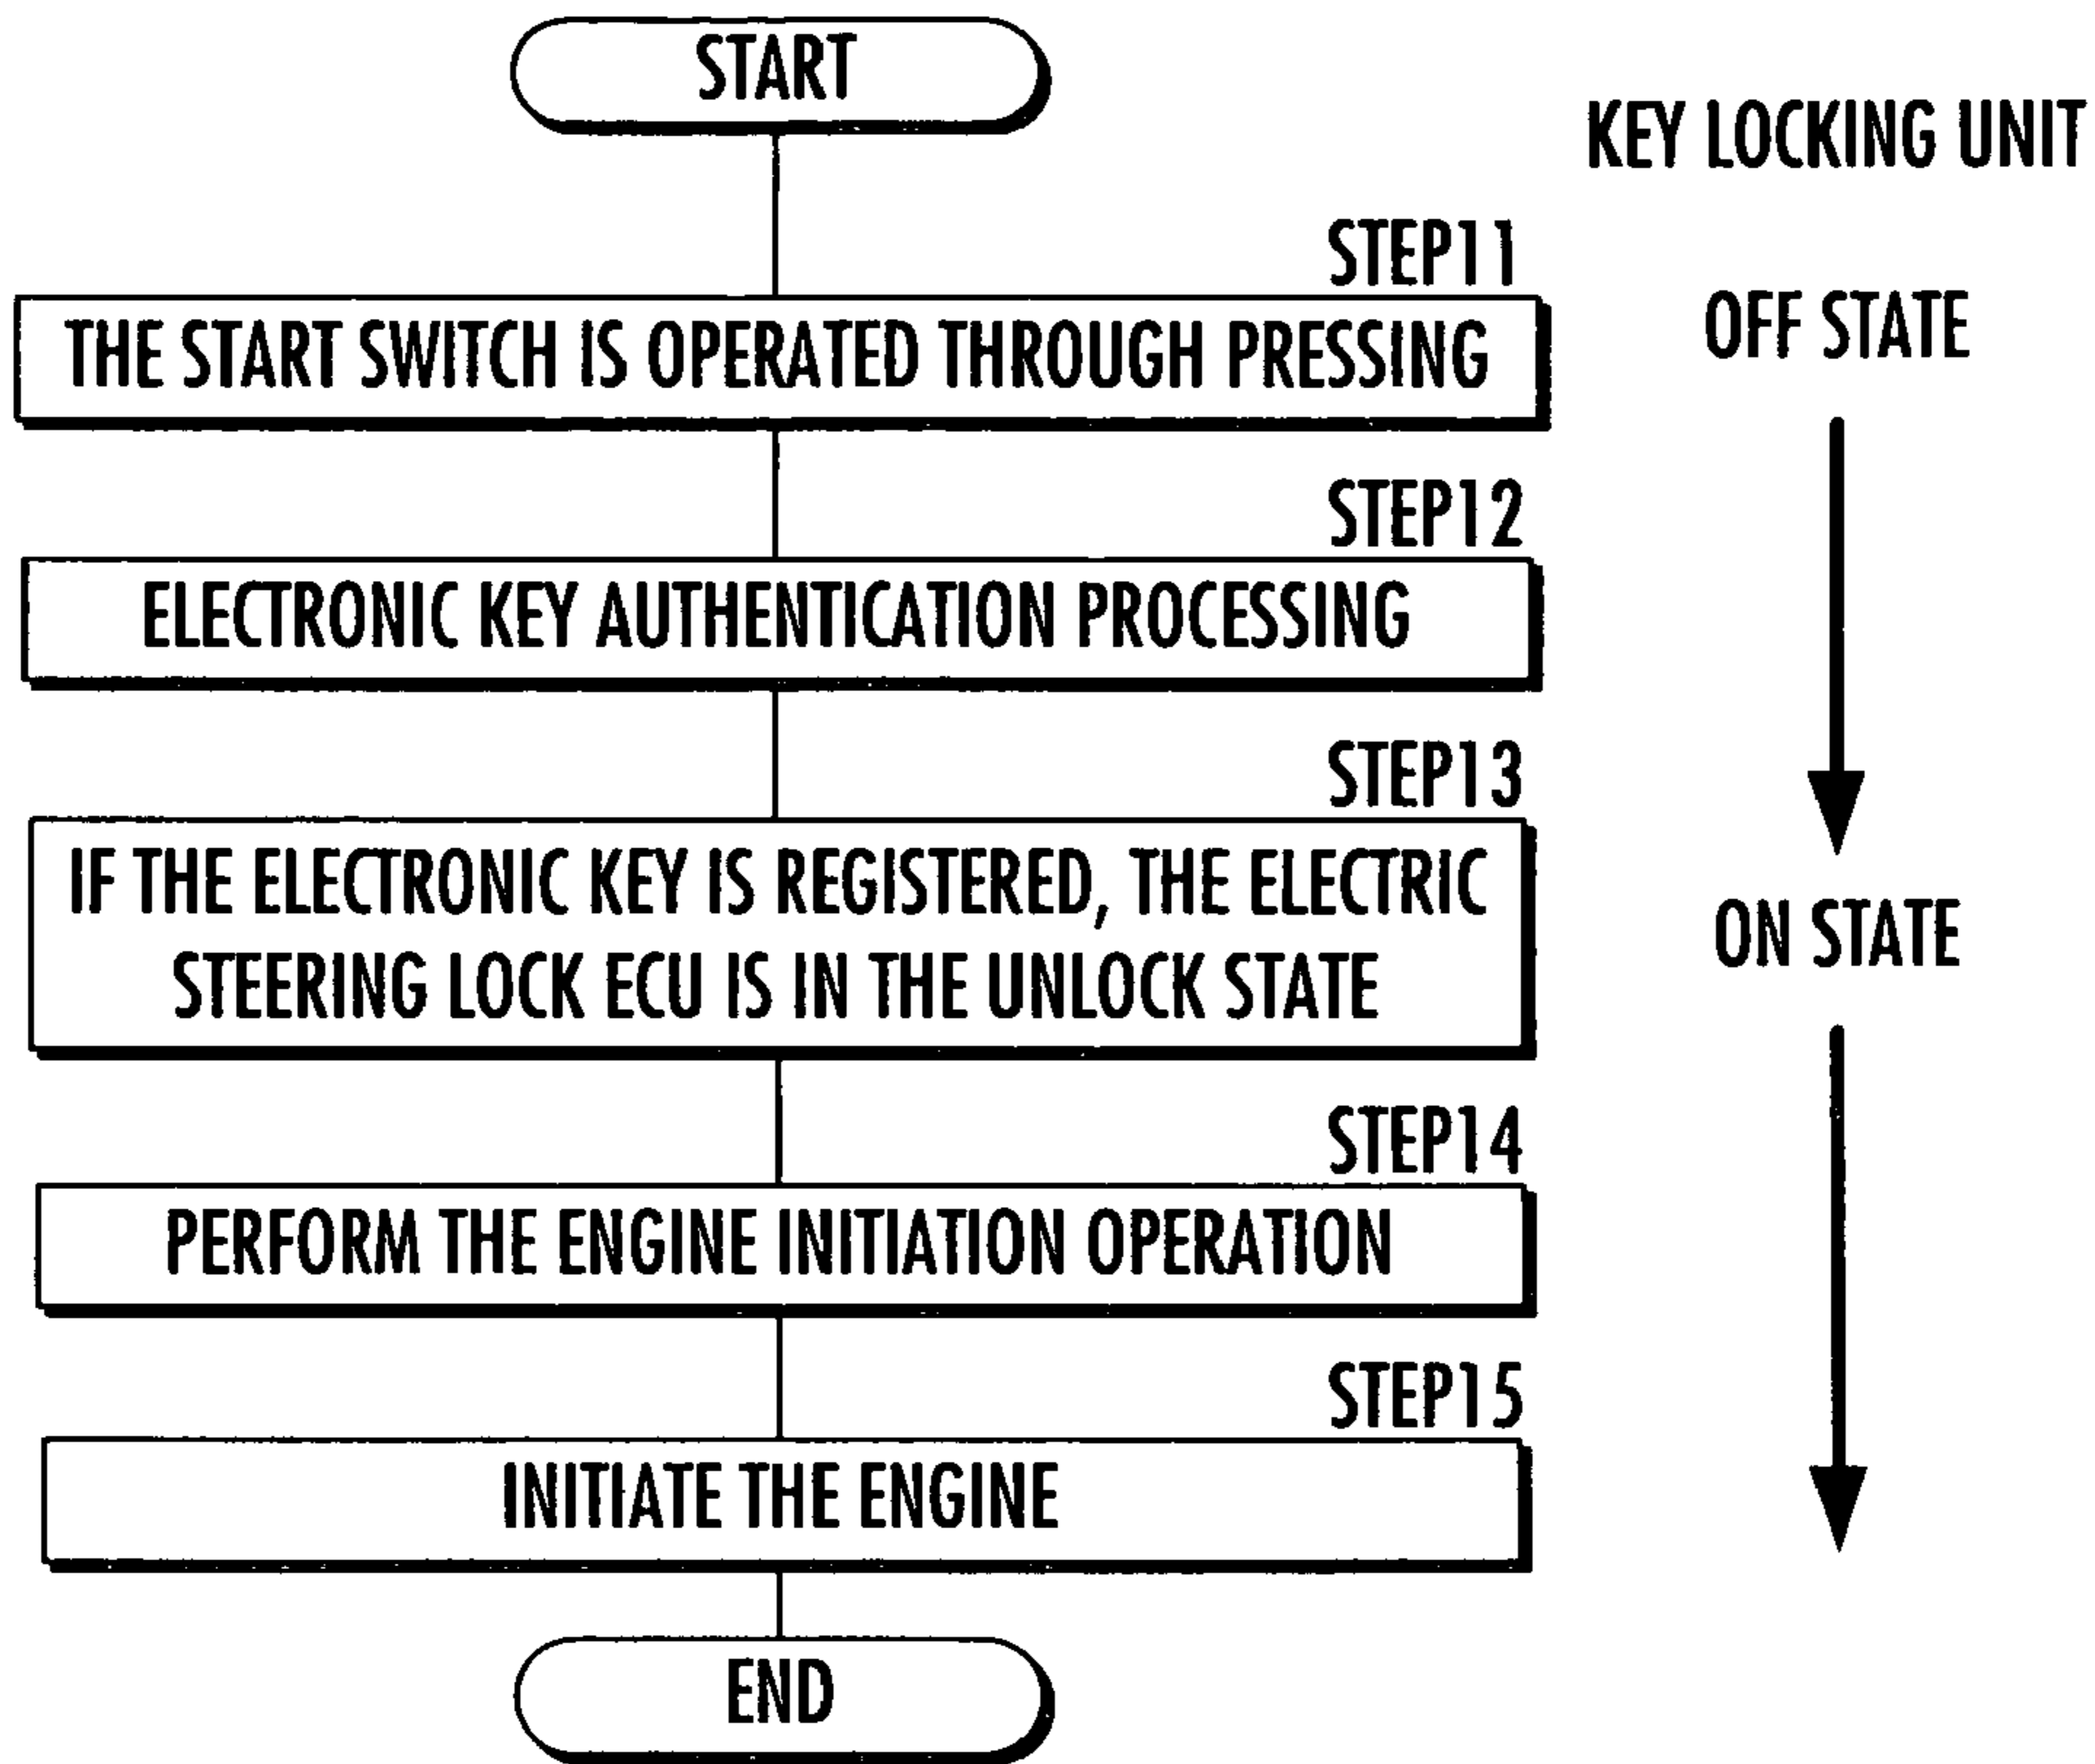 START
KEY LOCKING UNIT
STEP11
THE START SWITCH IS OPERATED THROUGH PRESSING
OFF STATE
STEP12
ELECTRONIC KEY AUTHENTICATION PROCESSING
STEP13
IF THE ELECTRONIC KEY IS REGISTERED, THE ELECTRIC
STEERING LOCK ECU IS IN THE UNLOCK STATE
ON STATE
STEP14
PERFORM THE ENGINE INITIATION OPERATION
STEP15
INITIATE THE ENGINE
END